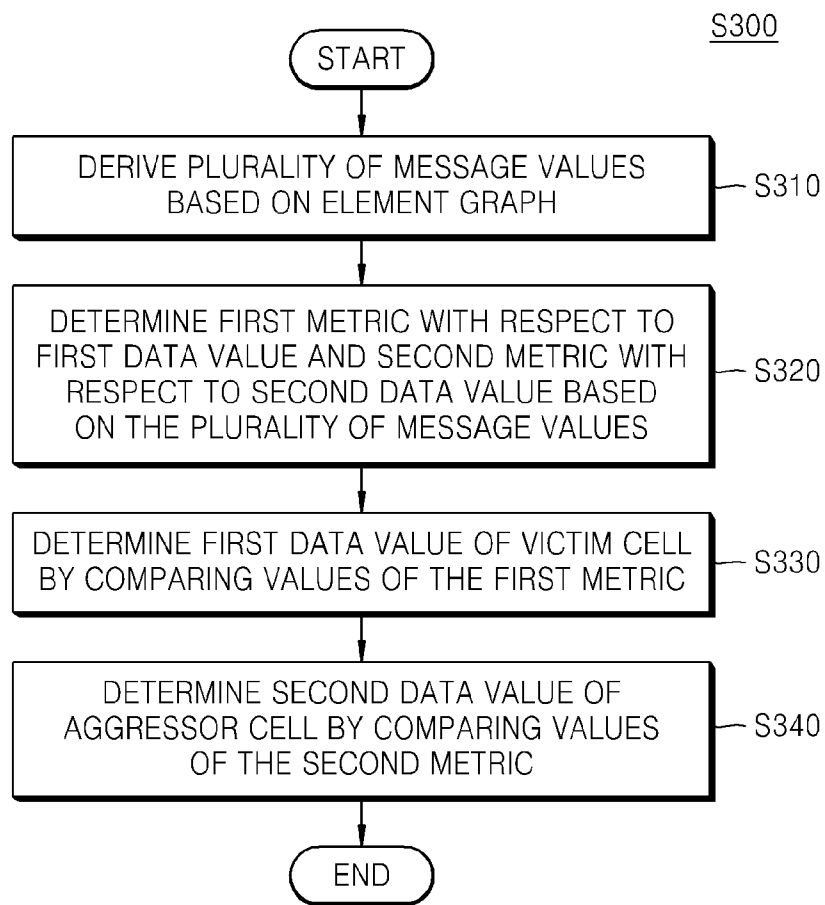 S300
START
DERIVE PLURALITY OF MESSAGE VALUES
BASED ON ELEMENT GRAPH
S310
DETERMINE FIRST METRIC WITH RESPECT TO
FIRST DATA VALUE AND SECOND METRIC WITH
RESPECT TO SECOND DATA VALUE BASED
ON THE PLURALITY OF MESSAGE VALUES
S320
DETERMINE FIRST DATA VALUE OF VICTIM CELL
BY COMPARING VALUES OF THE FIRST METRIC
S330
DETERMINE SECOND DATA VALUE OF
AGGRESSOR CELL BY COMPARING VALUES
OF THE SECOND METRIC
S340
END